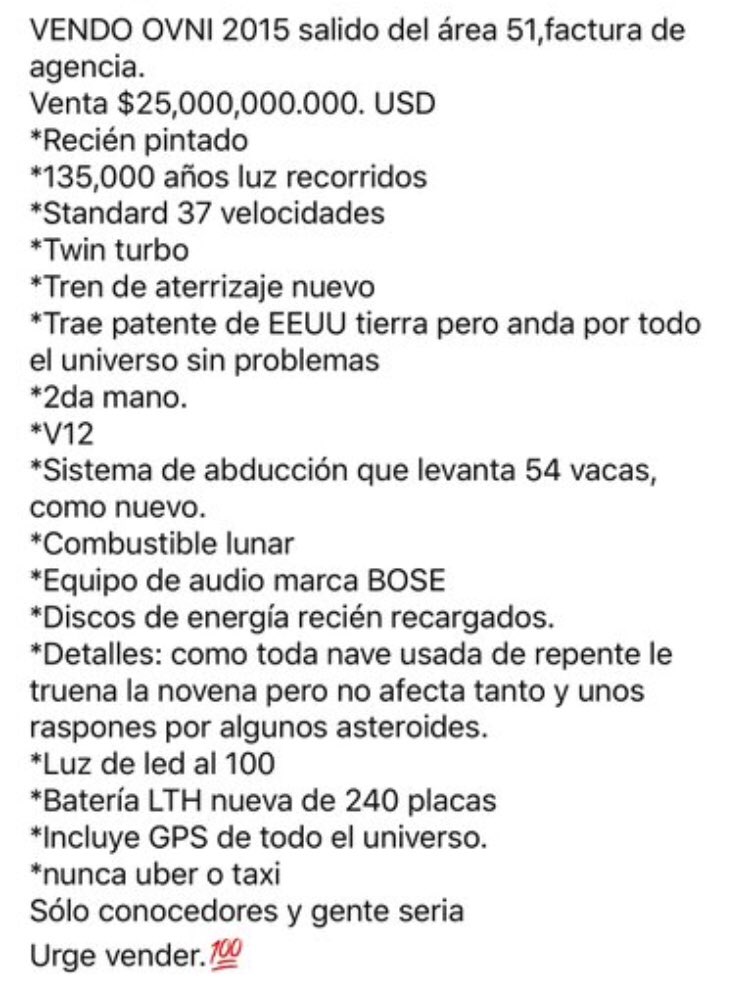 VENDO OVNI 2015 salido del área 51,factura de
agencia.
Venta $25,000,000.000. USD
*Recién pintado
*135,000 años luz recorridos
*Standard 37 velocidades
*Twin turbo
*Tren de aterrizaje nuevo
*Trae patente de EEUU tierra pero anda por todo
el universo sin problemas
*2da mano.
*V12
*Sistema de abducción que levanta 54 vacas,
como nuevo.
*Combustible lunar
*Equipo de audio marca BOSE
*Discos de energía recién recargados.
*Detalles: como toda nave usada de repente le
truena la novena pero no afecta tanto y unos
raspones por algunos asteroides.
*Luz de led al 100
*Batería LTH nueva de 240 placas
*Incluye GPS de todo el universo.
*nunca uber o taxi
Sólo conocedores y gente seria
Urge vender.💯